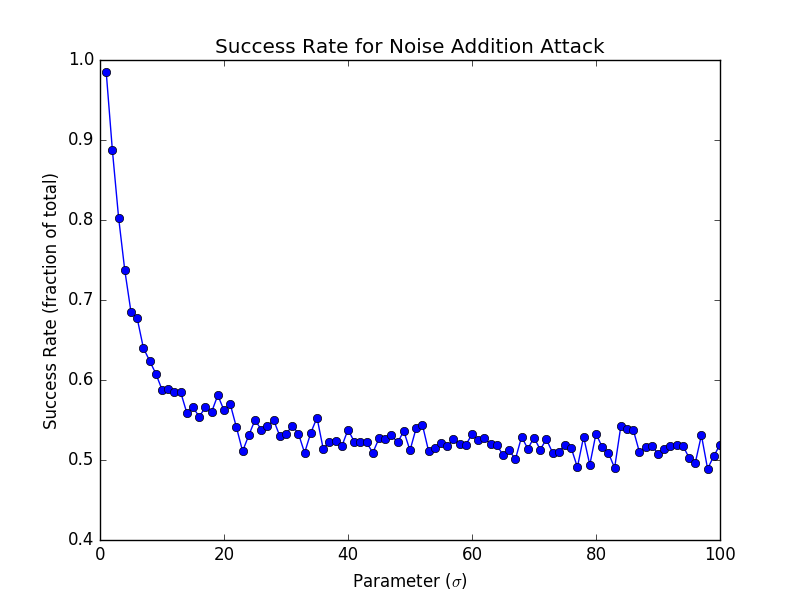 Success Rate for Noise Addition Attack
1.0
0.9
0.8
0.7
0.6
0.5
0.4
Success Rate (fraction of total)
0 20 40 60 80 100
Parameter (σ)